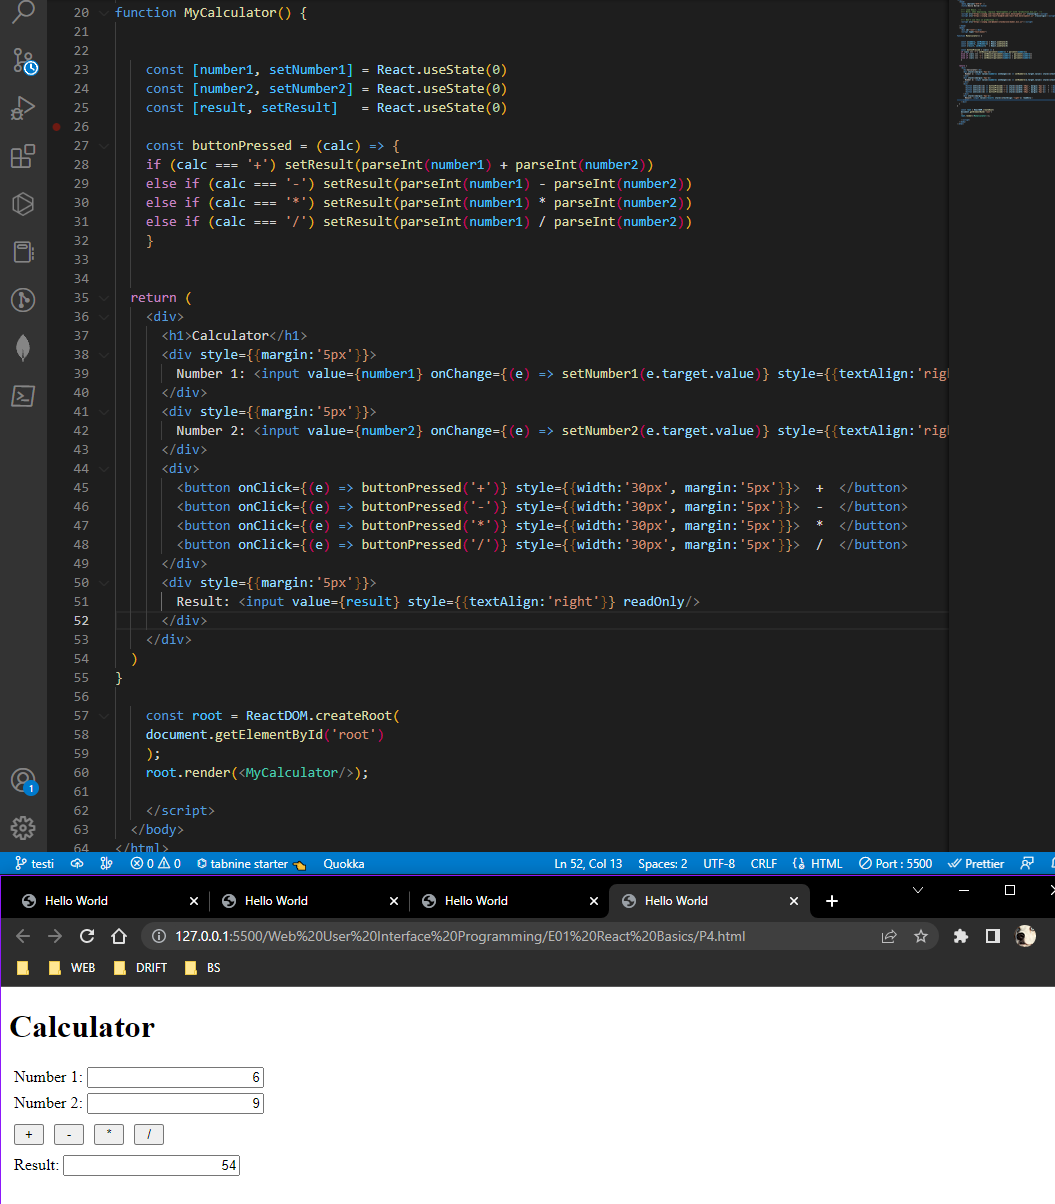 20 function MyCalculator() {
21
22
23 const [number1, setNumber1] = React.useState(0)
24 const [number2, setNumber2] = React.useState(0)
25 const [result, setResult]   = React.useState(0)
26
27 const buttonPressed = (calc) => {
28 if (calc === '+') setResult(parseInt(number1) + parseInt(number2))
29 else if (calc === '-') setResult(parseInt(number1) - parseInt(number2))
30 else if (calc === '*') setResult(parseInt(number1) * parseInt(number2))
31 else if (calc === '/') setResult(parseInt(number1) / parseInt(number2))
32 }
33
34
35 return (
36 <div>
37 <h1>Calculator</h1>
38 <div style={{margin:'5px'}}>
39 Number 1: <input value={number1} onChange={(e) => setNumber1(e.target.value)} style={{textAlign:'righ
40 </div>
41 <div style={{margin:'5px'}}>
42 Number 2: <input value={number2} onChange={(e) => setNumber2(e.target.value)} style={{textAlign:'righ
43 </div>
44 <div>
45 <button onClick={(e) => buttonPressed('+')} style={{width:'30px', margin:'5px'}}>  +  </button>
46 <button onClick={(e) => buttonPressed('-')} style={{width:'30px', margin:'5px'}}>  -  </button>
47 <button onClick={(e) => buttonPressed('*')} style={{width:'30px', margin:'5px'}}>  *  </button>
48 <button onClick={(e) => buttonPressed('/')} style={{width:'30px', margin:'5px'}}>  /  </button>
49 </div>
50 <div style={{margin:'5px'}}>
51 Result: <input value={result} style={{textAlign:'right'}} readOnly/>
52 </div>
53 </div>
54 )
55 }
56
57 const root = ReactDOM.createRoot(
58 document.getElementById('root')
59 );
60 root.render(<MyCalculator/>);
61
62 </script>
63 </body>
64 </html>
1
testi 0 0 tabnine starter Quokka Ln 52, Col 13 Spaces: 2 UTF-8 CRLF HTML Port : 5500 Prettier
Hello World Hello World Hello World Hello World
127.0.0.1:5500/Web%20User%20Interface%20Programming/E01%20React%20Basics/P4.html
WEB DRIFT BS
Calculator
Number 1: 6
Number 2: 9
+ - * /
Result: 54